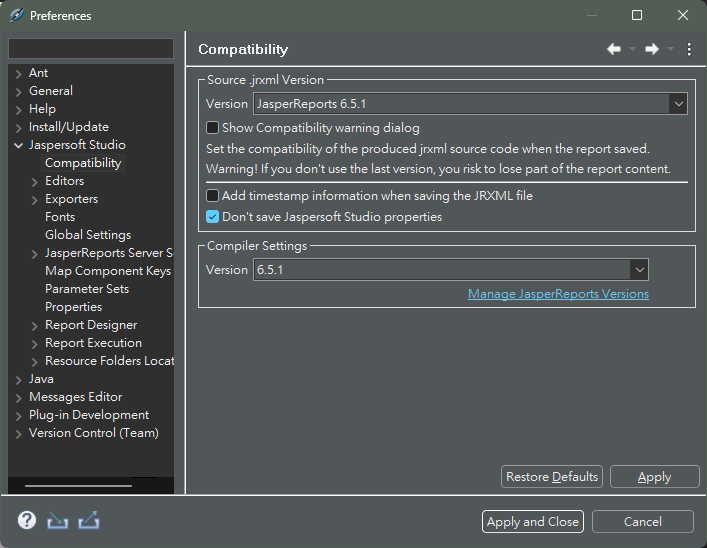 Preferences
Compatibility
Ant
General
Help
Install/Update
Jaspersoft Studio
Compatibility
Editors
Exporters
Fonts
Global Settings
JasperReports Server S
Map Component Keys
Parameter Sets
Properties
Report Designer
Report Execution
Resource Folders Locat
Java
Messages Editor
Plug-in Development
Version Control (Team)
Source .jrxml Version
Version JasperReports 6.5.1
Show Compatibility warning dialog
Set the compatibility of the produced jrxml source code when the report saved.
Warning! If you don't use the last version, you risk to lose part of the report content.
Add timestamp information when saving the JRXML file
Don't save Jaspersoft Studio properties
Compiler Settings
Version 6.5.1
Manage JasperReports Versions
Restore Defaults Apply
? Apply and Close Cancel